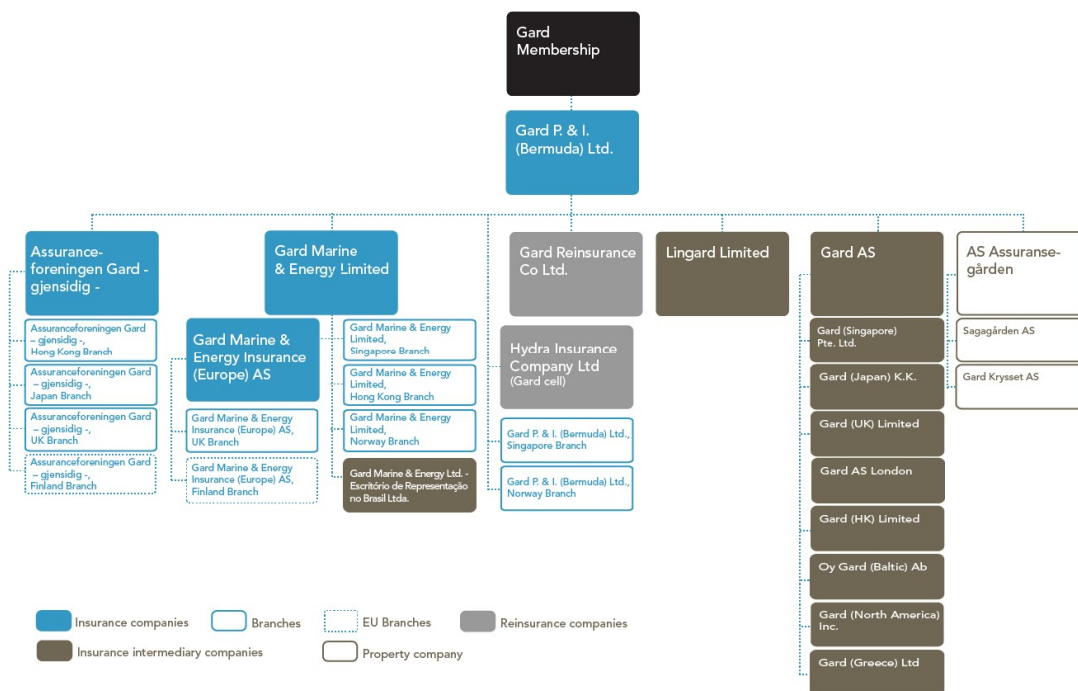 Gard
Membership
Gard P. & I.
(Bermuda) Ltd.
Assurance-
foreningen Gard -
gjensidig -
Assuranceforeningen Gard
– gjensidig -,
Hong Kong Branch
Assuranceforeningen Gard
– gjensidig -,
Japan Branch
Assuranceforeningen Gard
– gjensidig -,
UK Branch
Assuranceforeningen Gard
– gjensidig -,
Finland Branch
Gard Marine
& Energy Limited
Gard Marine &
Energy Insurance
(Europe) AS
Gard Marine & Energy
Insurance (Europe) AS,
UK Branch
Gard Marine & Energy
Insurance (Europe) AS,
Finland Branch
Gard Marine & Energy
Limited,
Singapore Branch
Gard Marine & Energy
Limited,
Hong Kong Branch
Gard Marine & Energy
Limited,
Norway Branch
Gard Marine & Energy Ltd. -
Escritório de Representação
no Brasil Ltda.
Gard Reinsurance
Co Ltd.
Hydra Insurance
Company Ltd
(Gard cell)
Gard P. & I. (Bermuda) Ltd.,
Singapore Branch
Gard P. & I. (Bermuda) Ltd.,
Norway Branch
Lingard Limited
Gard AS
Gard (Singapore)
Pte. Ltd.
Gard (Japan) K.K.
Gard (UK) Limited
Gard AS London
Gard (HK) Limited
Oy Gard (Baltic) Ab
Gard (North America)
Inc.
Gard (Greece) Ltd
AS Assuranse-
gården
Sagagården AS
Gard Krysset AS
Insurance companies
Branches
EU Branches
Reinsurance companies
Insurance intermediary companies
Property company